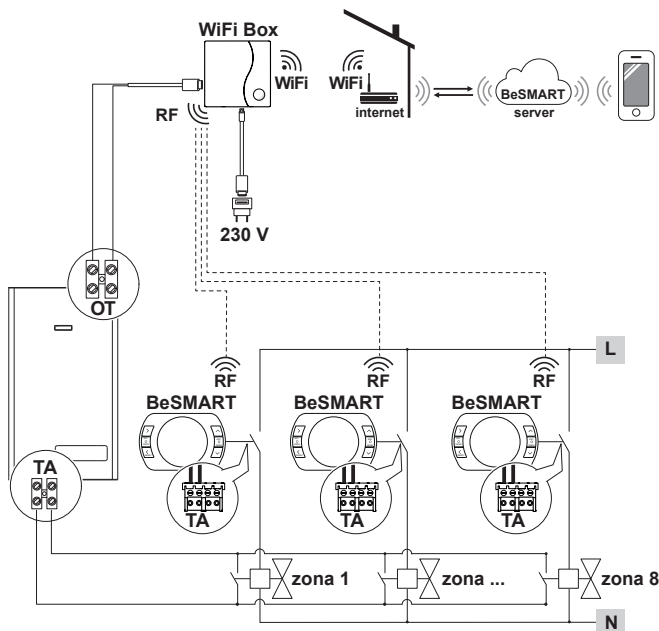 WiFi Box
WiFi
WiFi
RF
internet
BeSMART
server
230 V
OT
L
RF
RF
RF
BeSMART
BeSMART
BeSMART
TA
TA
TA
TA
zona 1
zona ...
zona 8
N